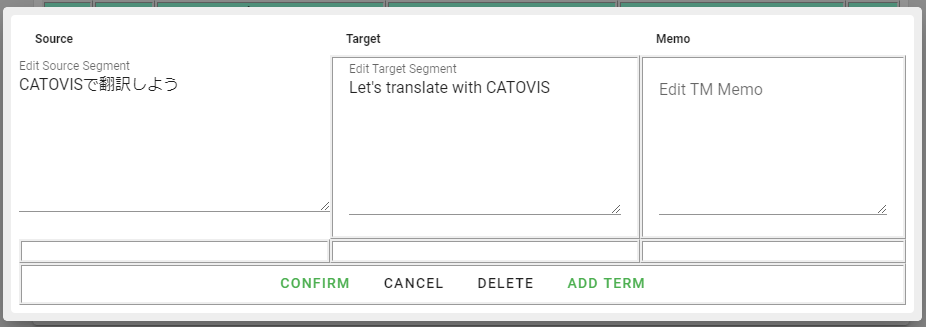 Source
Target
Memo
Edit Source Segment
CATOVISで翻訳しよう
Edit Target Segment
Let's translate with CATOVIS
Edit TM Memo
CONFIRM
CANCEL
DELETE
ADD TERM